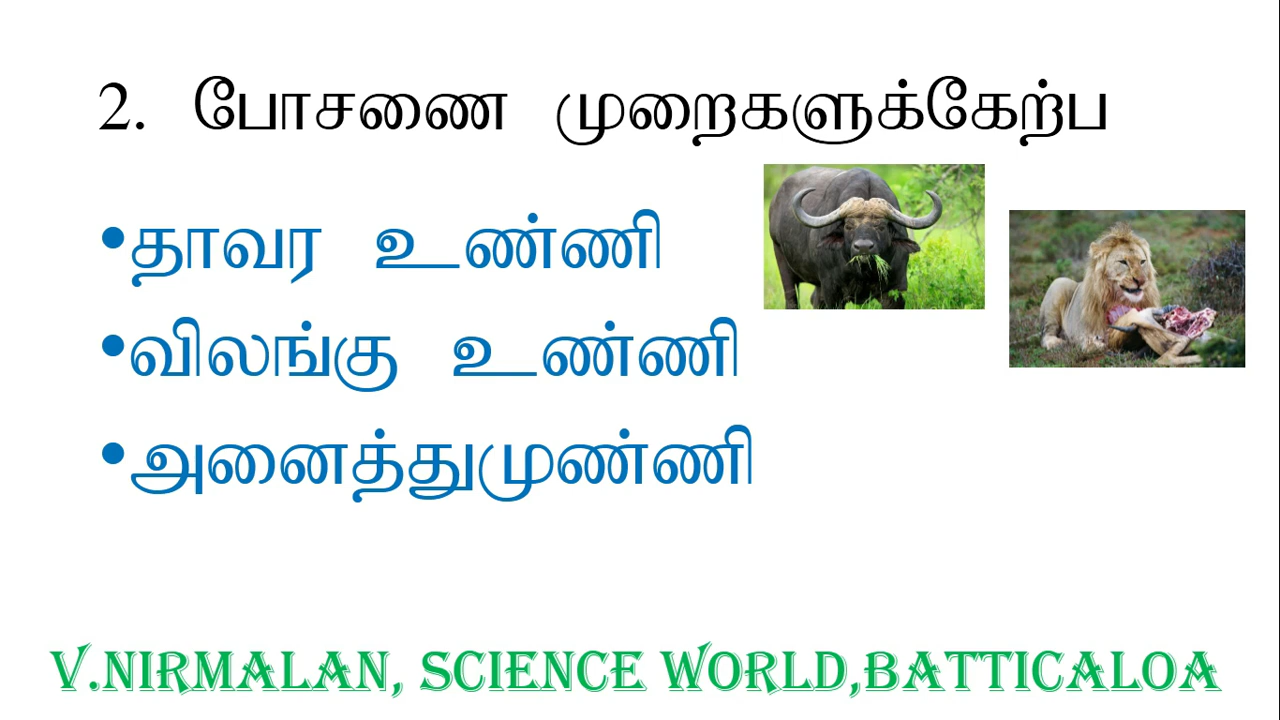 2. போசணை முறைகளுக்கேற்ப
•தாவர உண்ணி
•விலங்கு உண்ணி
•அனைத்துமுண்ணி
V.NIRMALAN, SCIENCE WORLD,BATTICALOA